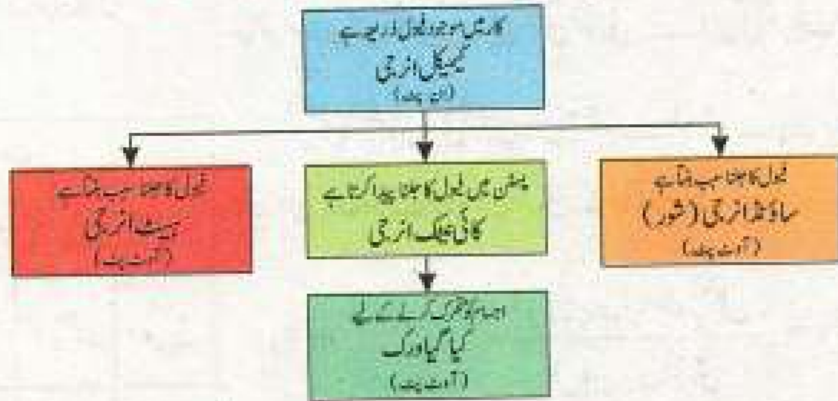 کار میں موجود فیول ذریعہ ہے
کیمیکل انرجی
(ان پٹ)
فیول کا جلنا سبب بنتا ہے
ہیٹ انرجی
(آؤٹ پٹ)
پسٹن میں فیول کا جلنا پیدا کرتا ہے
کائی نیٹک انرجی
فیول کا جلنا سبب بنتا ہے
ساؤنڈ انرجی (شور)
(آؤٹ پٹ)
اجسام کو متحرک کرنے کے لیے
کیا گیا ورک
(آؤٹ پٹ)